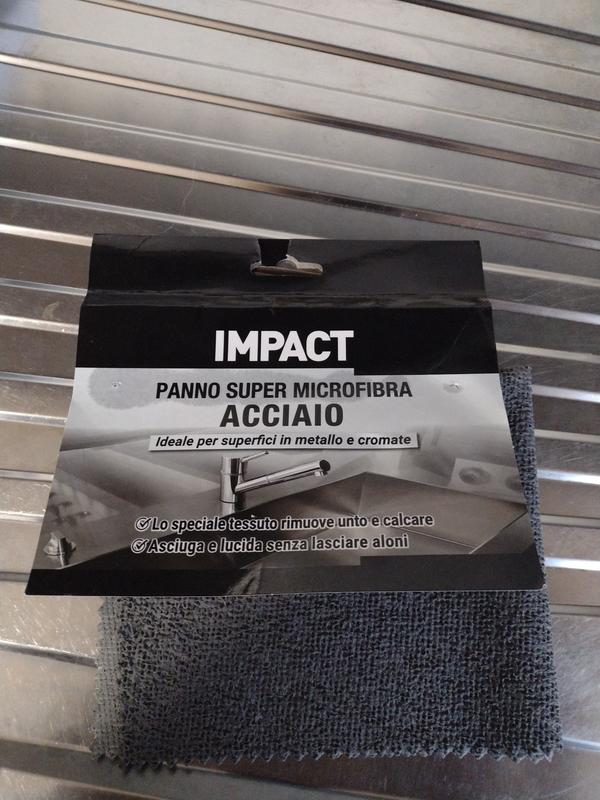 IMPACT
PANNO SUPER MICROFIBRA
ACCIAIO
Ideale per superfici in metallo e cromate
Lo speciale tessuto rimuove unto e calcare
Asciuga e lucida senza lasciare aloni